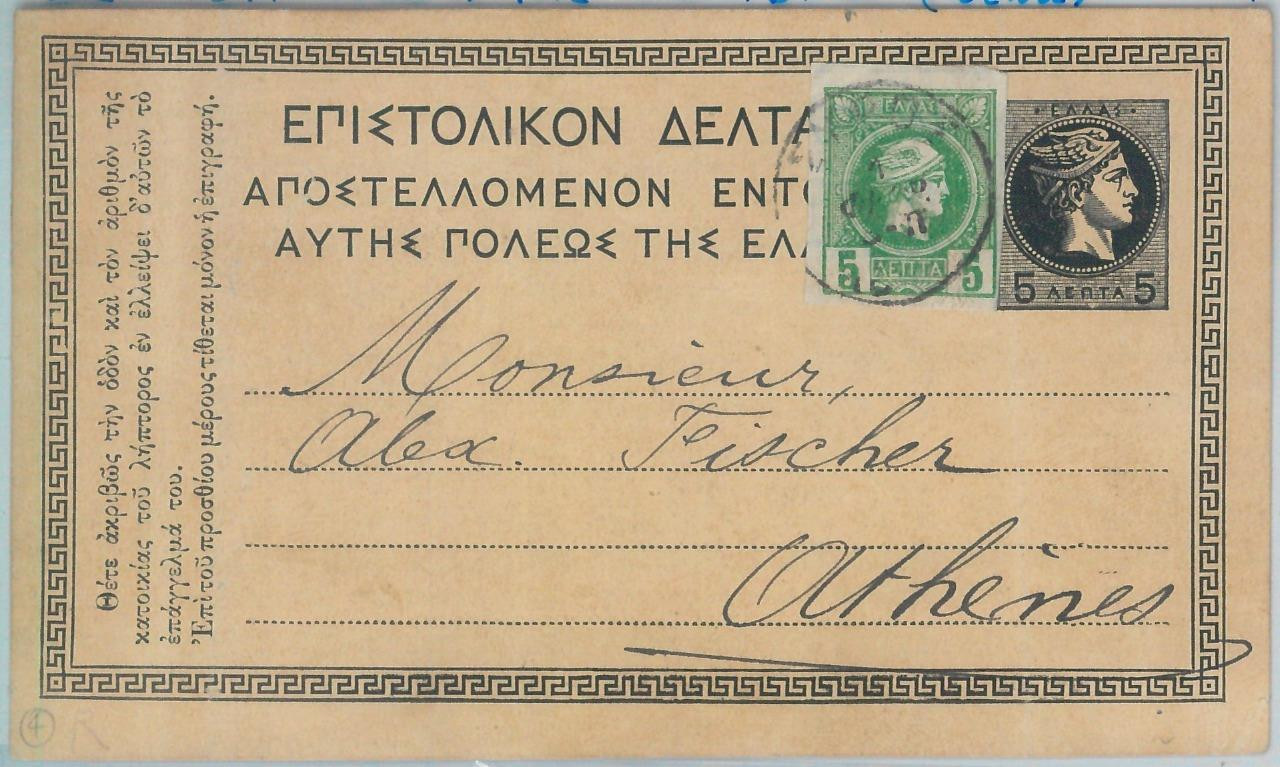 ΕΠΙΣΤΟΛΙΚΟΝ ΔΕΛΤΑ
ΑΠΟΣΤΕΛΛΟΜΕΝΟΝ ΕΝΤΟ
ΑΥΤΗΣ ΠΟΛΕΩΣ ΤΗΣ ΕΛΛ
ΕΛΛΑΣ
5 ΛΕΠΤΑ 5
ΕΛΛΑΣ
5 ΛΕΠΤΑ 5
Monsieur,
Alex. Fischer
Athènes
Θέτε ἀκριβῶς τὴν ὁδὸν καὶ τὸν ἀριθμὸν τῆς
κατοικίας τοῦ λήπτορος ἐν ἐλλείψει δ'αὐτῶν τὸ
ἐπάγγελμά του.
Ἐπὶ τοῦ προσθίου μέρους τίθεται μόνον ἡ ἐπιγραφή.
4
R